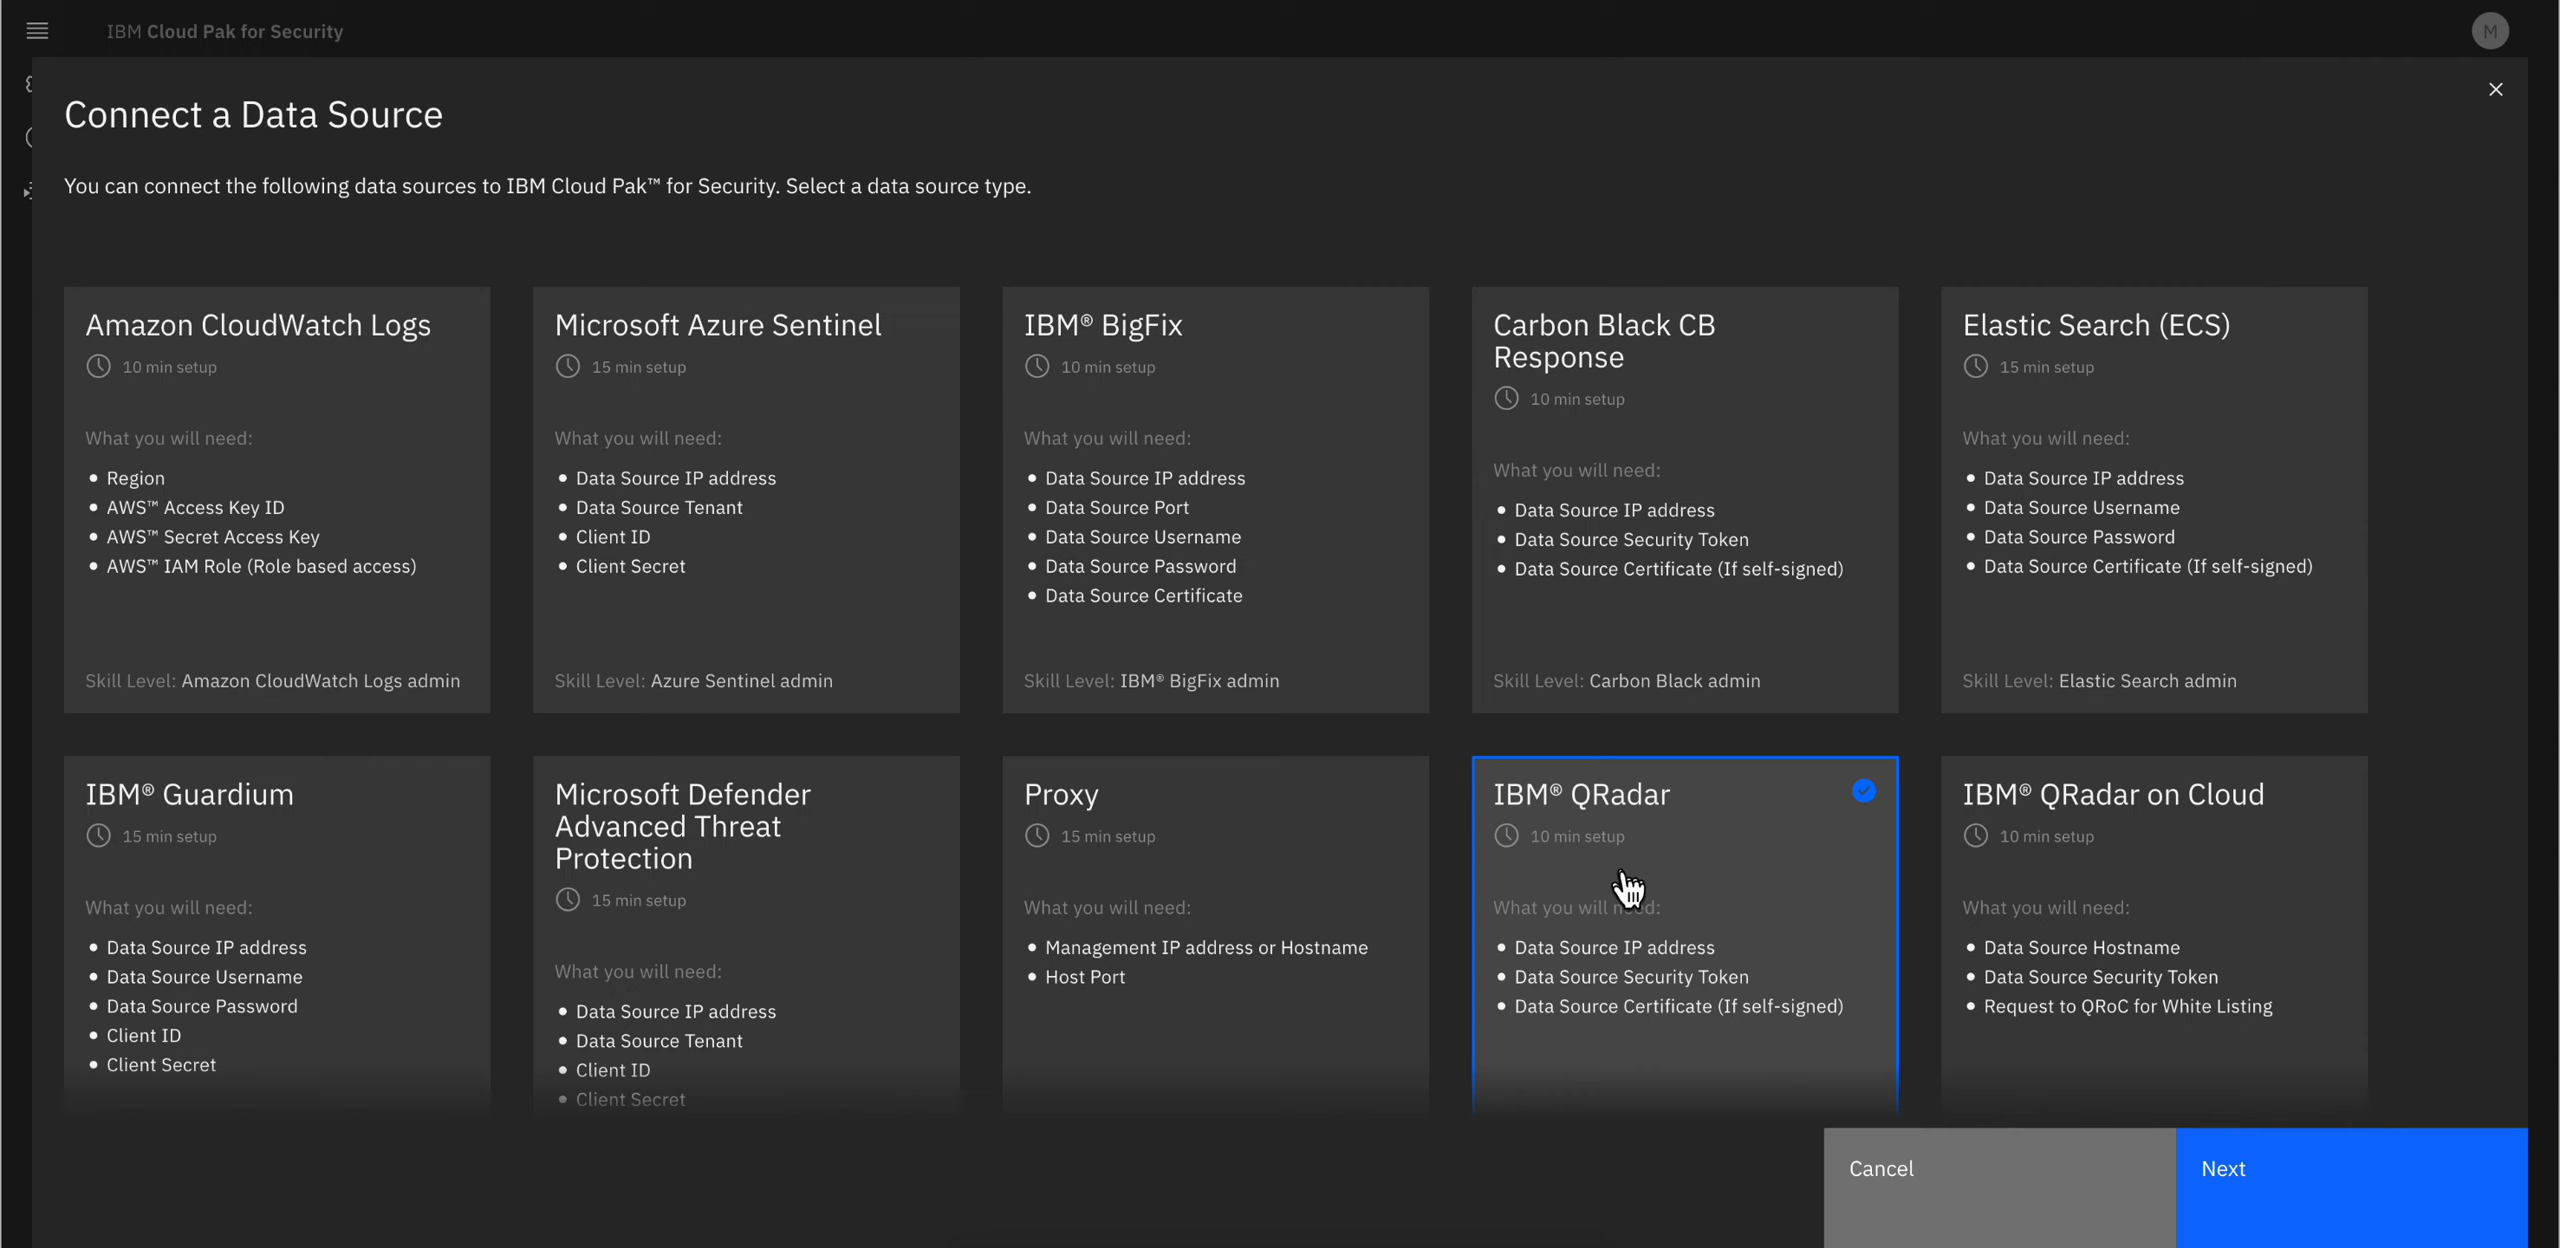 IBM Cloud Pak for Security
M
Connect a Data Source
You can connect the following data sources to IBM Cloud Pak™ for Security. Select a data source type.
Amazon CloudWatch Logs
10 min setup
What you will need:
Region
AWS™ Access Key ID
AWS™ Secret Access Key
AWS™ IAM Role (Role based access)
Skill Level: Amazon CloudWatch Logs admin
Microsoft Azure Sentinel
15 min setup
What you will need:
Data Source IP address
Data Source Tenant
Client ID
Client Secret
Skill Level: Azure Sentinel admin
IBM® BigFix
10 min setup
What you will need:
Data Source IP address
Data Source Port
Data Source Username
Data Source Password
Data Source Certificate
Skill Level: IBM® BigFix admin
Carbon Black CB
Response
10 min setup
What you will need:
Data Source IP address
Data Source Security Token
Data Source Certificate (If self-signed)
Skill Level: Carbon Black admin
Elastic Search (ECS)
15 min setup
What you will need:
Data Source IP address
Data Source Username
Data Source Password
Data Source Certificate (If self-signed)
Skill Level: Elastic Search admin
IBM® Guardium
15 min setup
What you will need:
Data Source IP address
Data Source Username
Data Source Password
Client ID
Client Secret
Microsoft Defender
Advanced Threat
Protection
15 min setup
What you will need:
Data Source IP address
Data Source Tenant
Client ID
Client Secret
Proxy
15 min setup
What you will need:
Management IP address or Hostname
Host Port
IBM® QRadar
10 min setup
What you will need:
Data Source IP address
Data Source Security Token
Data Source Certificate (If self-signed)
IBM® QRadar on Cloud
10 min setup
What you will need:
Data Source Hostname
Data Source Security Token
Request to QRoC for White Listing
Cancel
Next